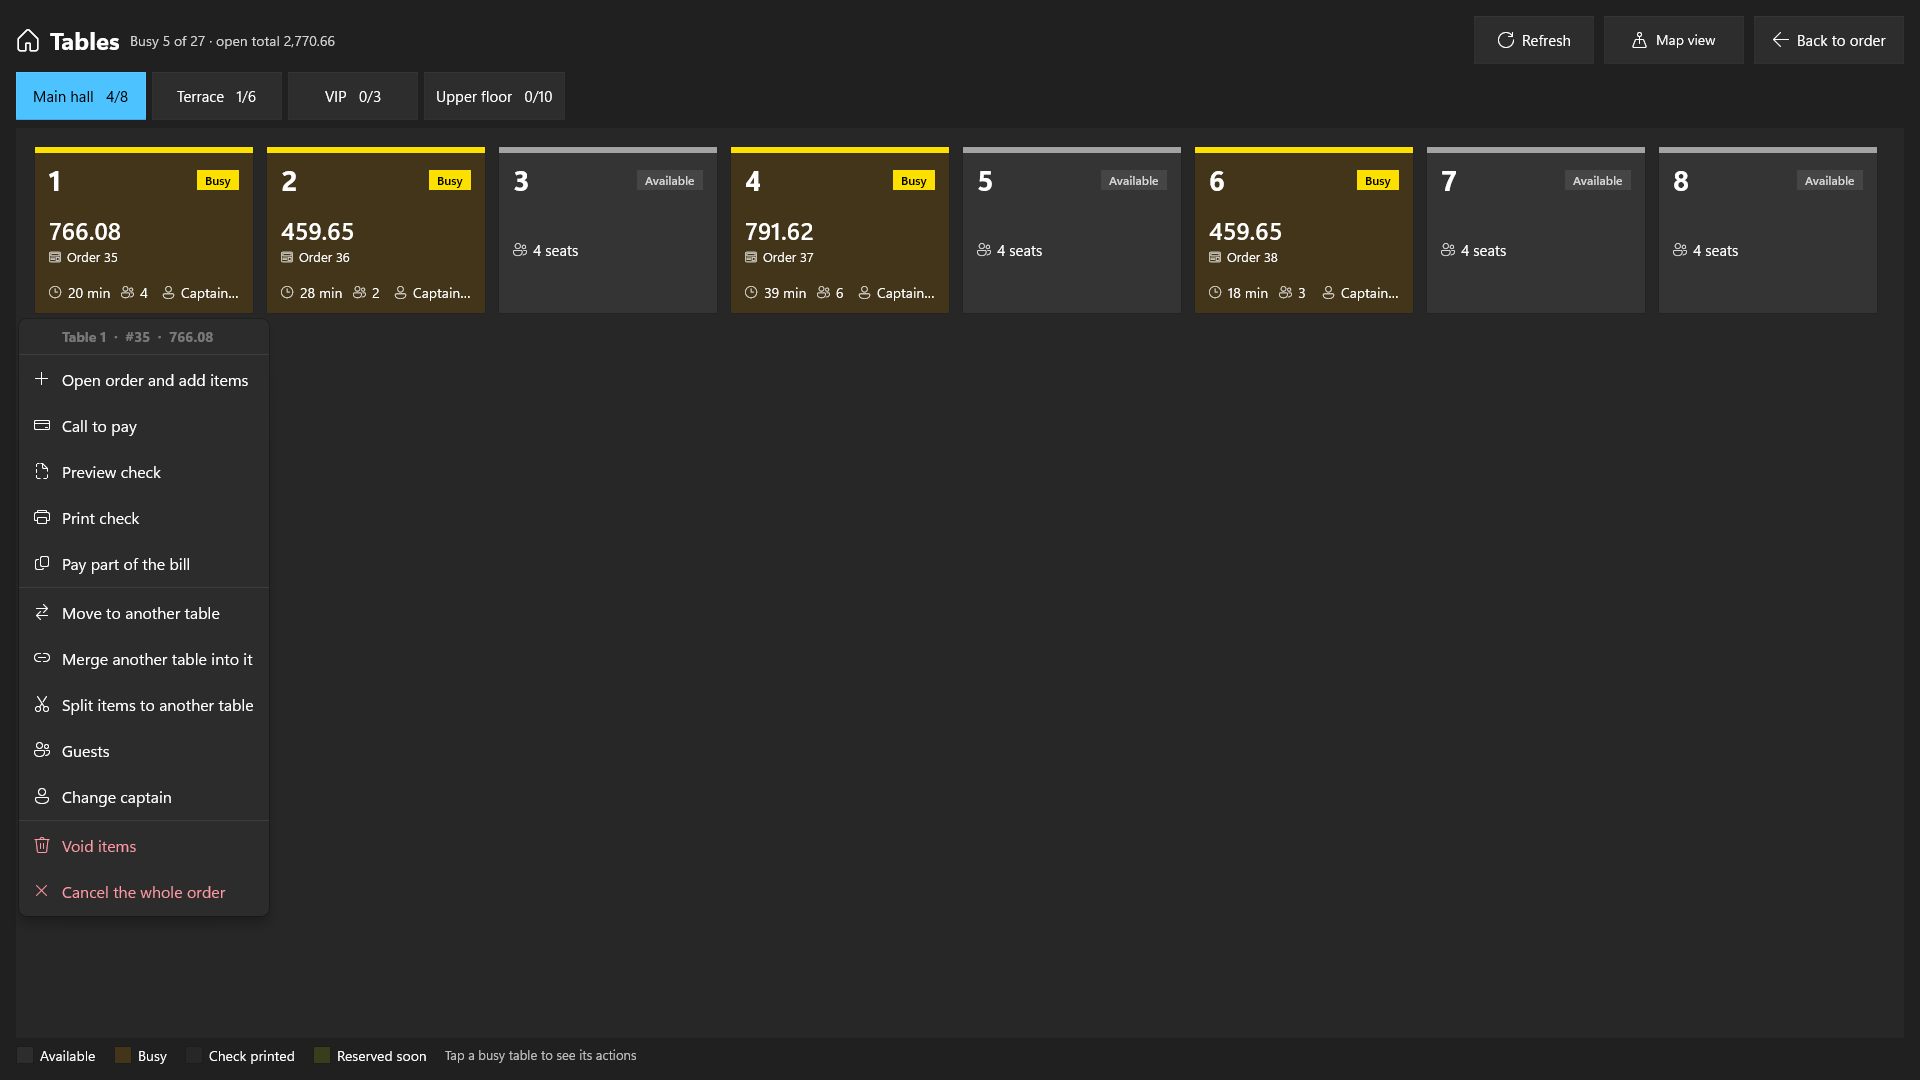 Tables Busy 5 of 27 · open total 2,770.66
Refresh Map view Back to order
Main hall 4/8 Terrace 1/6 VIP 0/3 Upper floor 0/10
1 Busy
766.08
Order 35
20 min 4 Captain...
2 Busy
459.65
Order 36
28 min 2 Captain...
3 Available
4 seats
4 Busy
791.62
Order 37
39 min 6 Captain...
5 Available
4 seats
6 Busy
459.65
Order 38
18 min 3 Captain...
7 Available
4 seats
8 Available
4 seats
Table 1 · #35 · 766.08
Open order and add items
Call to pay
Preview check
Print check
Pay part of the bill
Move to another table
Merge another table into it
Split items to another table
Guests
Change captain
Void items
Cancel the whole order
Available Busy Check printed Reserved soon Tap a busy table to see its actions